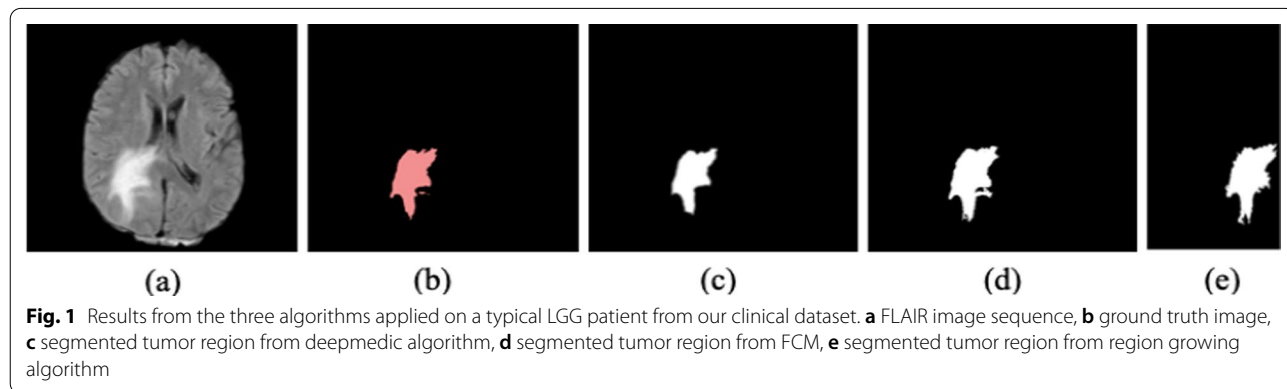 (a) (b) (c) (d) (e)
Fig. 1 Results from the three algorithms applied on a typical LGG patient from our clinical dataset. a FLAIR image sequence, b ground truth image,
c segmented tumor region from deepmedic algorithm, d segmented tumor region from FCM, e segmented tumor region from region growing
algorithm